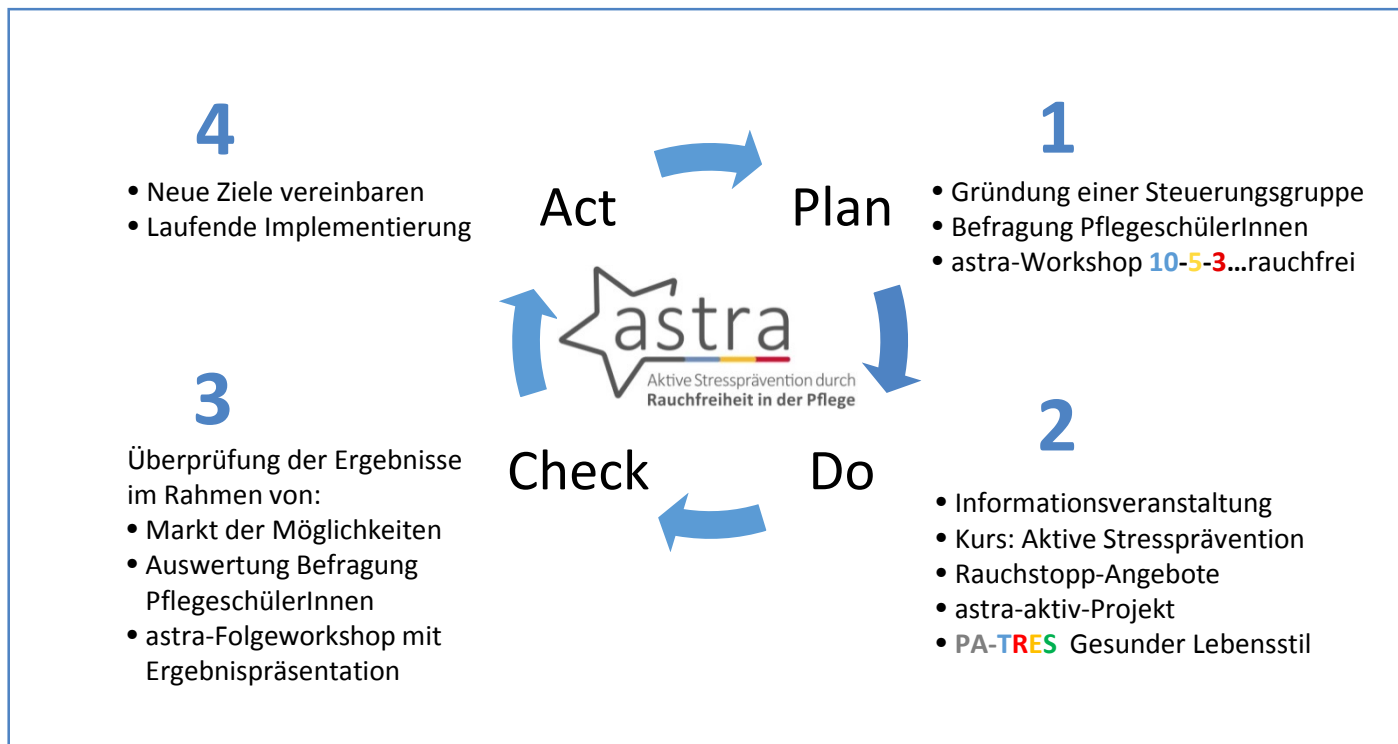 4
• Neue Ziele vereinbaren
• Laufende Implementierung
Act
Plan
1
• Gründung einer Steuerungsgruppe
• Befragung PflegeschülerInnen
• astra-Workshop 10-5-3...rauchfrei
astra
Aktive Stressprävention durch
Rauchfreiheit in der Pflege
3
Überprüfung der Ergebnisse
im Rahmen von:
• Markt der Möglichkeiten
• Auswertung Befragung
PflegeschülerInnen
• astra-Folgeworkshop mit
Ergebnispräsentation
Check
Do
2
• Informationsveranstaltung
• Kurs: Aktive Stressprävention
• Rauchstopp-Angebote
• astra-aktiv-Projekt
• PA-TRES Gesunder Lebensstil